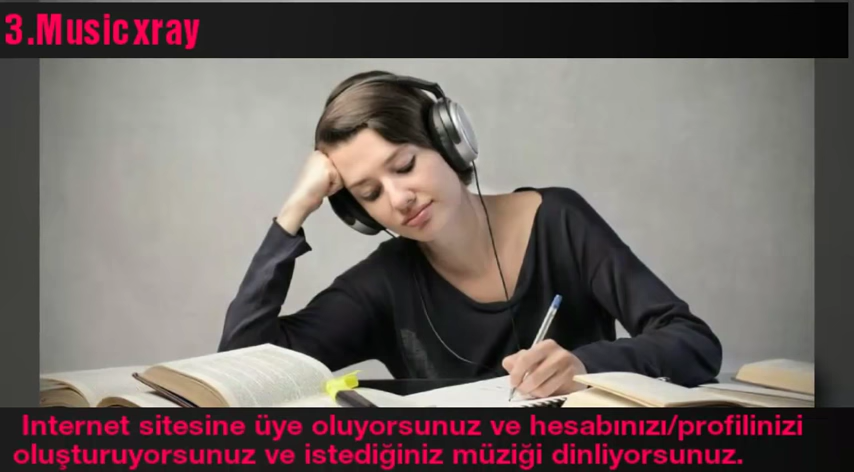 3.Musicxray
Internet sitesine üye oluyorsunuz ve hesabınızı/profilinizi
oluşturuyorsunuz ve istediğiniz müziği dinliyorsunuz.